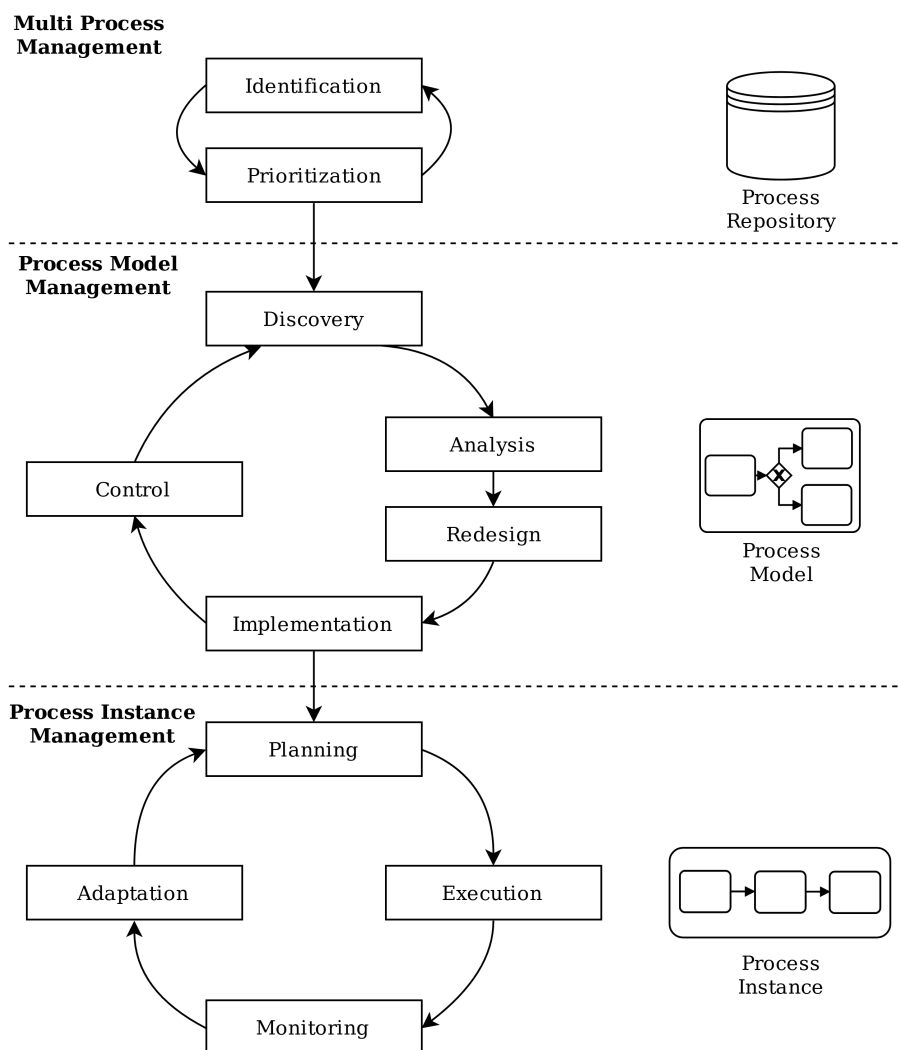 Multi Process
Management
Identification
Prioritization
Process
Repository
Process Model
Management
Discovery
Analysis
Control
Redesign
Process
Model
Implementation
Process Instance
Management
Planning
Adaptation
Execution
Process
Instance
Monitoring
X